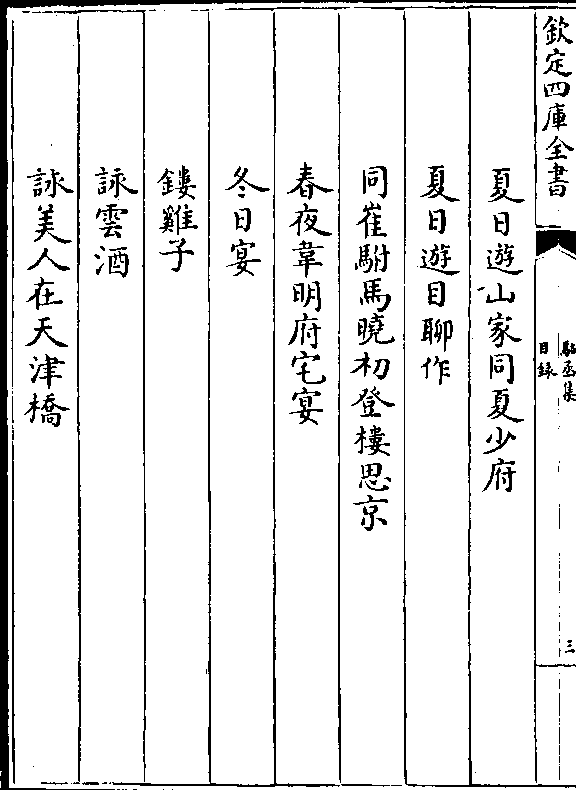 欽定四庫全書
駱丞集
目錄
三
夏日遊山家同夏少府
夏日遊目聊作
同崔駙馬曉初登樓思京
春夜韋明府宅宴
冬日宴
鏤雞子
詠雲酒
詠美人在天津橋